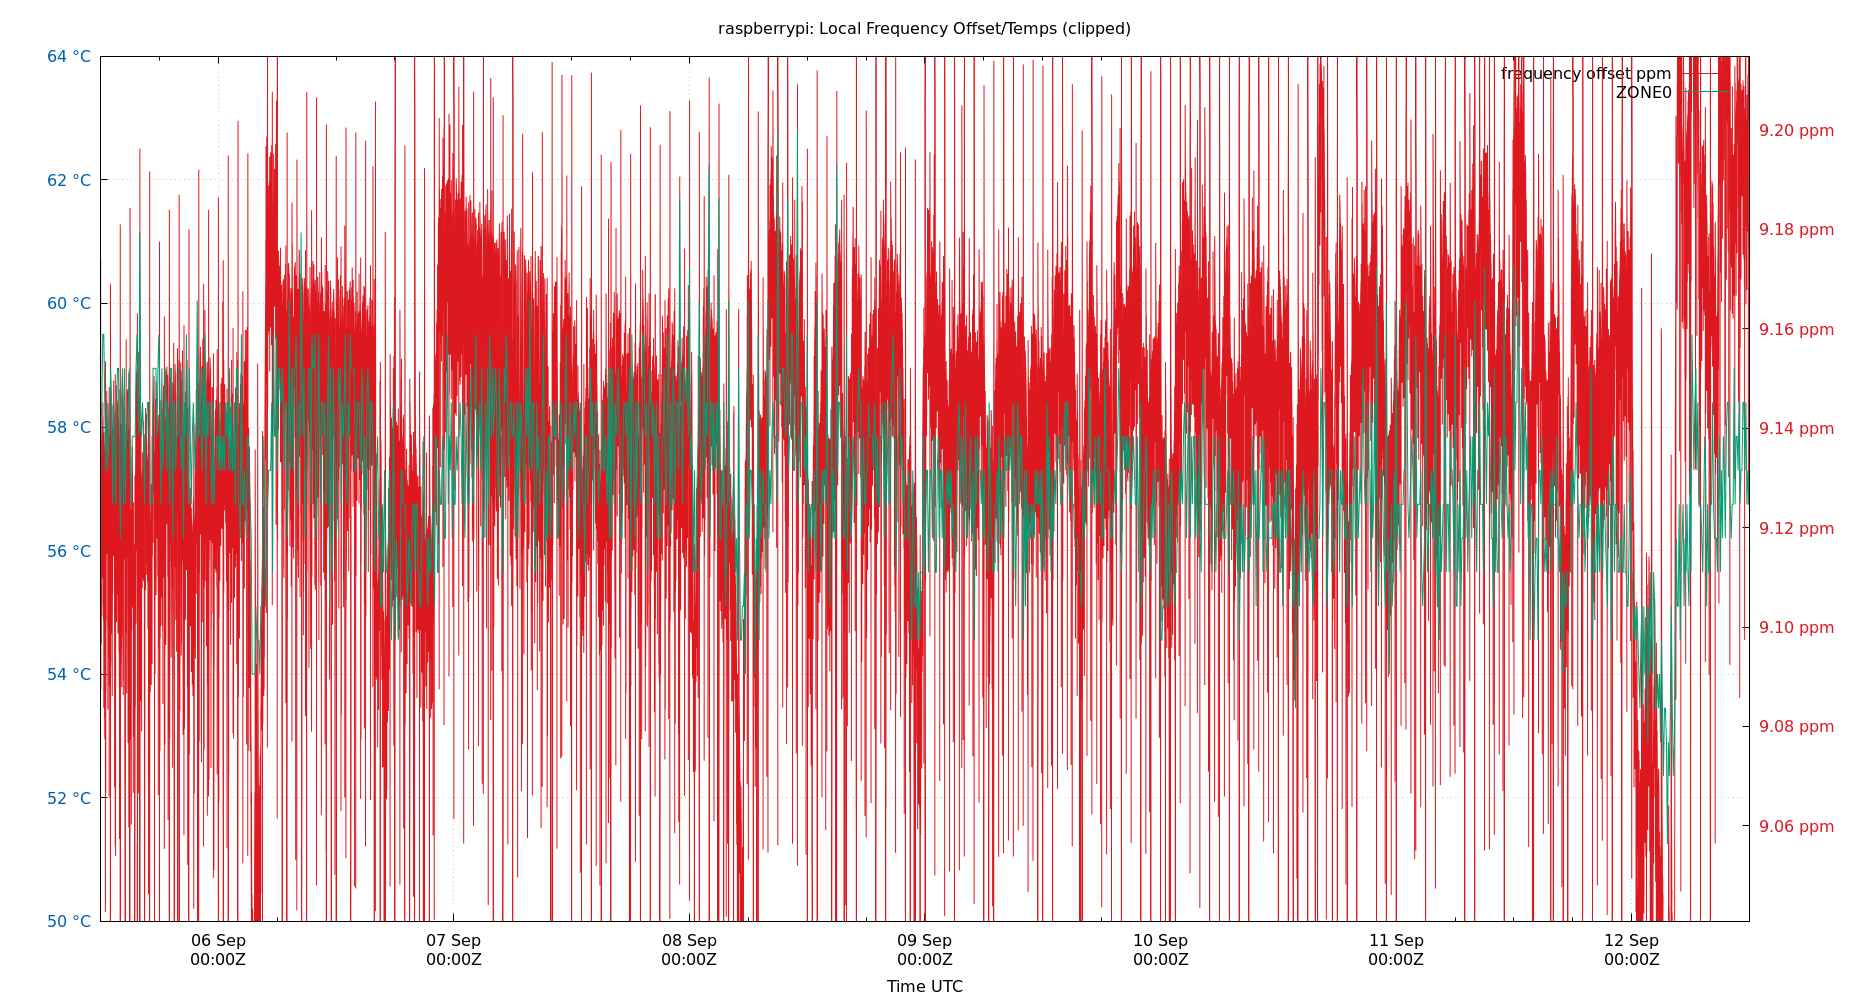 raspberrypi: Local Frequency Offset/Temps (clipped)
64 °C
62 °C
60 °C
58 °C
56 °C
54 °C
52 °C
50 °C
frequency offset ppm
ZONE0
9.20 ppm
9.18 ppm
9.16 ppm
9.14 ppm
9.12 ppm
9.10 ppm
9.08 ppm
9.06 ppm
06 Sep 07 Sep 08 Sep 09 Sep 10 Sep 11 Sep 12 Sep
00:00Z 00:00Z 00:00Z 00:00Z 00:00Z 00:00Z 00:00Z
Time UTC